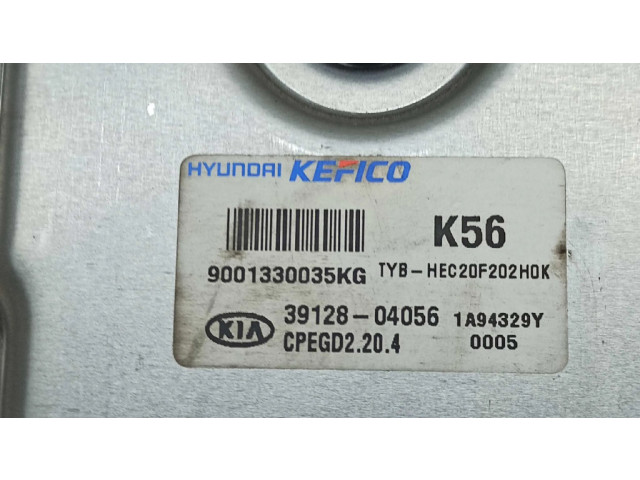 HYUNDAI KEFICO
K56
9001330035KG TYB-HEC20F202H0K
KIA 39128-04056 1A94329Y
CPEGD2.20.4 0005